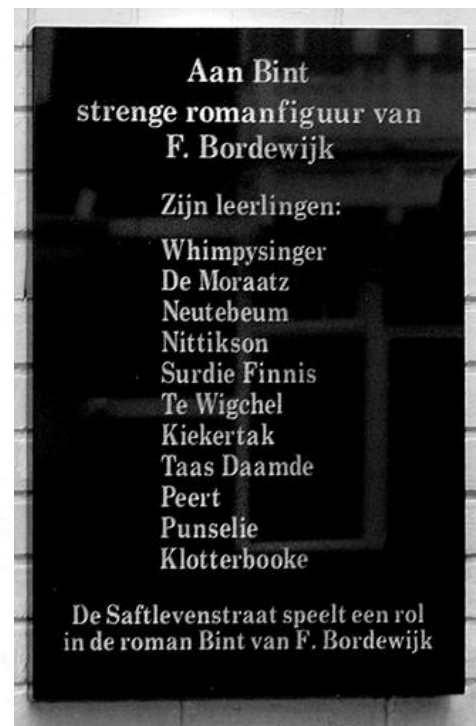 Aan Bint
strenge romanfiguur van
F. Bordewijk
Zijn leerlingen:
Whimpysinger
De Moraatz
Neutebeum
Nittikson
Surdie Finnis
Te Wigchel
Kiekertak
Taas Daamde
Peert
Punselie
Klotterbooke
De Saftlevenstraat speelt een rol
in de roman Bint van F. Bordewijk